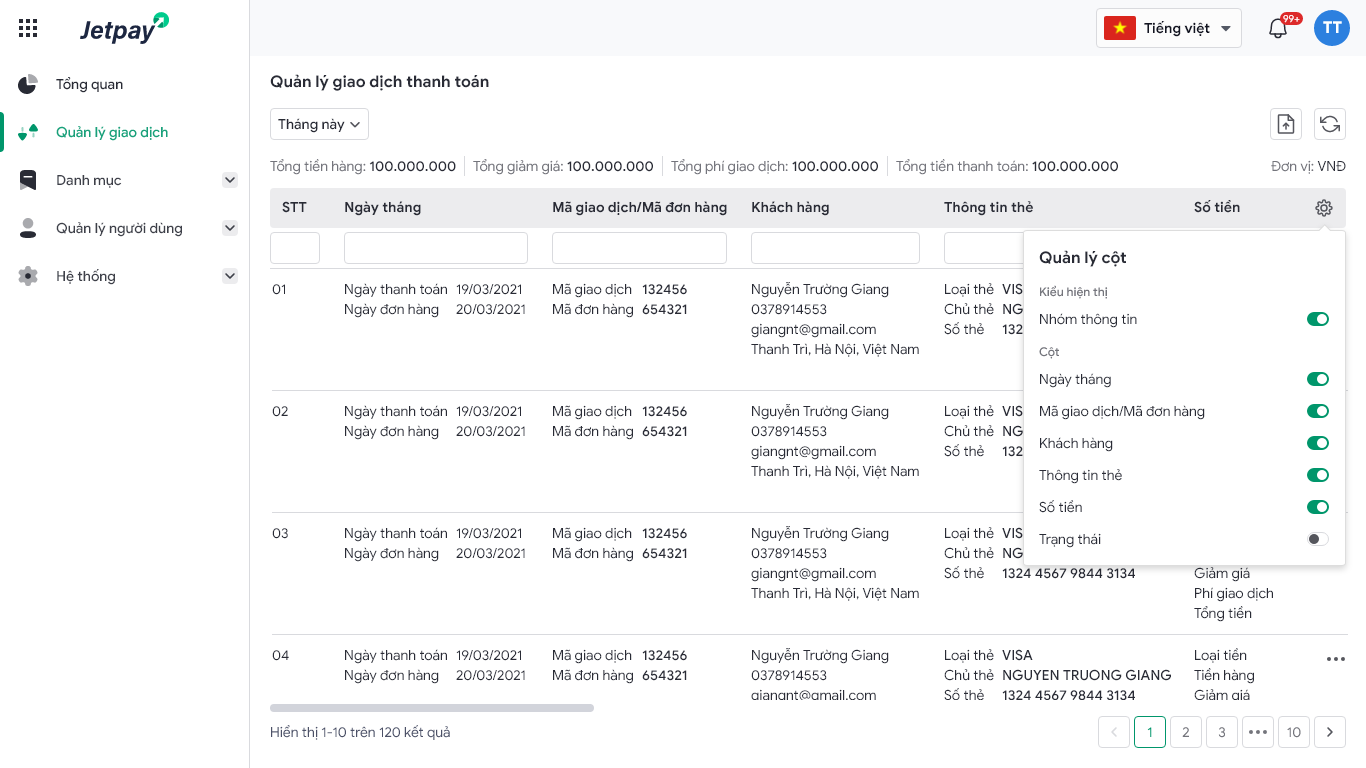 Jetpay
Tiếng việt
99+
TT
Tổng quan
Quản lý giao dịch
Danh mục
Quản lý người dùng
Hệ thống
Quản lý giao dịch thanh toán
Tháng này
Tổng tiền hàng: 100.000.000 Tổng giảm giá: 100.000.000 Tổng phí giao dịch: 100.000.000 Tổng tiền thanh toán: 100.000.000 Đơn vị: VNĐ
STT Ngày tháng Mã giao dịch/Mã đơn hàng Khách hàng Thông tin thẻ Số tiền
01 Ngày thanh toán 19/03/2021 Mã giao dịch 132456 Nguyễn Trường Giang Loại thẻ
Ngày đơn hàng 20/03/2021 Mã đơn hàng 654321 0378914553 Chủ thẻ
giangnt@gmail.com Số thẻ
Thanh Trì, Hà Nội, Việt Nam
02 Ngày thanh toán 19/03/2021 Mã giao dịch 132456 Nguyễn Trường Giang Loại thẻ
Ngày đơn hàng 20/03/2021 Mã đơn hàng 654321 0378914553 Chủ thẻ
giangnt@gmail.com Số thẻ
Thanh Trì, Hà Nội, Việt Nam
03 Ngày thanh toán 19/03/2021 Mã giao dịch 132456 Nguyễn Trường Giang Loại thẻ
Ngày đơn hàng 20/03/2021 Mã đơn hàng 654321 0378914553 Chủ thẻ
giangnt@gmail.com Số thẻ 1324 4567 9844 3134 Giảm giá
Thanh Trì, Hà Nội, Việt Nam Phí giao dịch
Tổng tiền
04 Ngày thanh toán 19/03/2021 Mã giao dịch 132456 Nguyễn Trường Giang Loại thẻ VISA Loại tiền
Ngày đơn hàng 20/03/2021 Mã đơn hàng 654321 0378914553 Chủ thẻ NGUYEN TRUONG GIANG Tiền hàng
giangnt@gmail.com Số thẻ 1324 4567 9844 3134 Giảm giá
Quản lý cột
Kiểu hiện thị
Nhóm thông tin
Cột
Ngày tháng
Mã giao dịch/Mã đơn hàng
Khách hàng
Thông tin thẻ
Số tiền
Trạng thái
Hiển thị 1-10 trên 120 kết quả
1 2 3 ••• 10